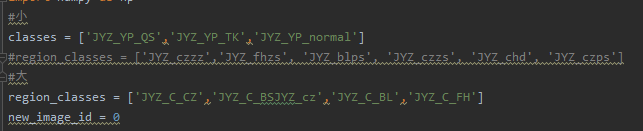 import numpy as np
#小
classes = ['JYZ_YP_QS','JYZ_YP_TK','JYZ_YP_normal']
#region_classes = ['JYZ_czzz','JYZ_fhzs', 'JYZ_blps', 'JYZ_czzs', 'JYZ_chd', 'JYZ_czps']
#大
region_classes = ['JYZ_C_CZ','JYZ_C_BSJYZ_cz','JYZ_C_BL','JYZ_C_FH']
new_image_id = 0